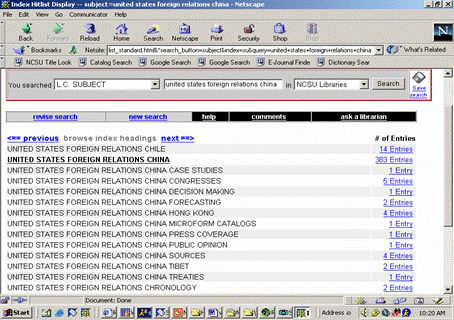 Index Hitlist Display -- subject=united states foreign relations china - Netscape
File Edit View Go Communicator Help
Back Forward Reload Home Search Netscape Print Security Shop Stop
Bookmarks Netsite: list_standard.html&"search_button=subject&index=su&query=united+states+foreign+relations+china What's Related
NCSU Title Look Catalog Search Google Search Google Search E-Journal Finde Dictionary Sear
You searched L.C. SUBJECT united states foreign relations china in NCSU Libraries Search Save search
revise search new search help comments ask a librarian
<== previous browse index headings next ==> # of Entries
UNITED STATES FOREIGN RELATIONS CHILE 14 Entries
UNITED STATES FOREIGN RELATIONS CHINA 383 Entries
UNITED STATES FOREIGN RELATIONS CHINA CASE STUDIES 1 Entry
UNITED STATES FOREIGN RELATIONS CHINA CONGRESSES 5 Entries
UNITED STATES FOREIGN RELATIONS CHINA DECISION MAKING 1 Entry
UNITED STATES FOREIGN RELATIONS CHINA FORECASTING 2 Entries
UNITED STATES FOREIGN RELATIONS CHINA HONG KONG 4 Entries
UNITED STATES FOREIGN RELATIONS CHINA MICROFORM CATALOGS 1 Entry
UNITED STATES FOREIGN RELATIONS CHINA PRESS COVERAGE 1 Entry
UNITED STATES FOREIGN RELATIONS CHINA PUBLIC OPINION 1 Entry
UNITED STATES FOREIGN RELATIONS CHINA SOURCES 4 Entries
UNITED STATES FOREIGN RELATIONS CHINA TIBET 2 Entries
UNITED STATES FOREIGN RELATIONS CHINA TREATIES 1 Entry
UNITED STATES FOREIGN RELATIONS CHRONOLOGY 2 Entries
Document: Done
Start Address 10:20 AM